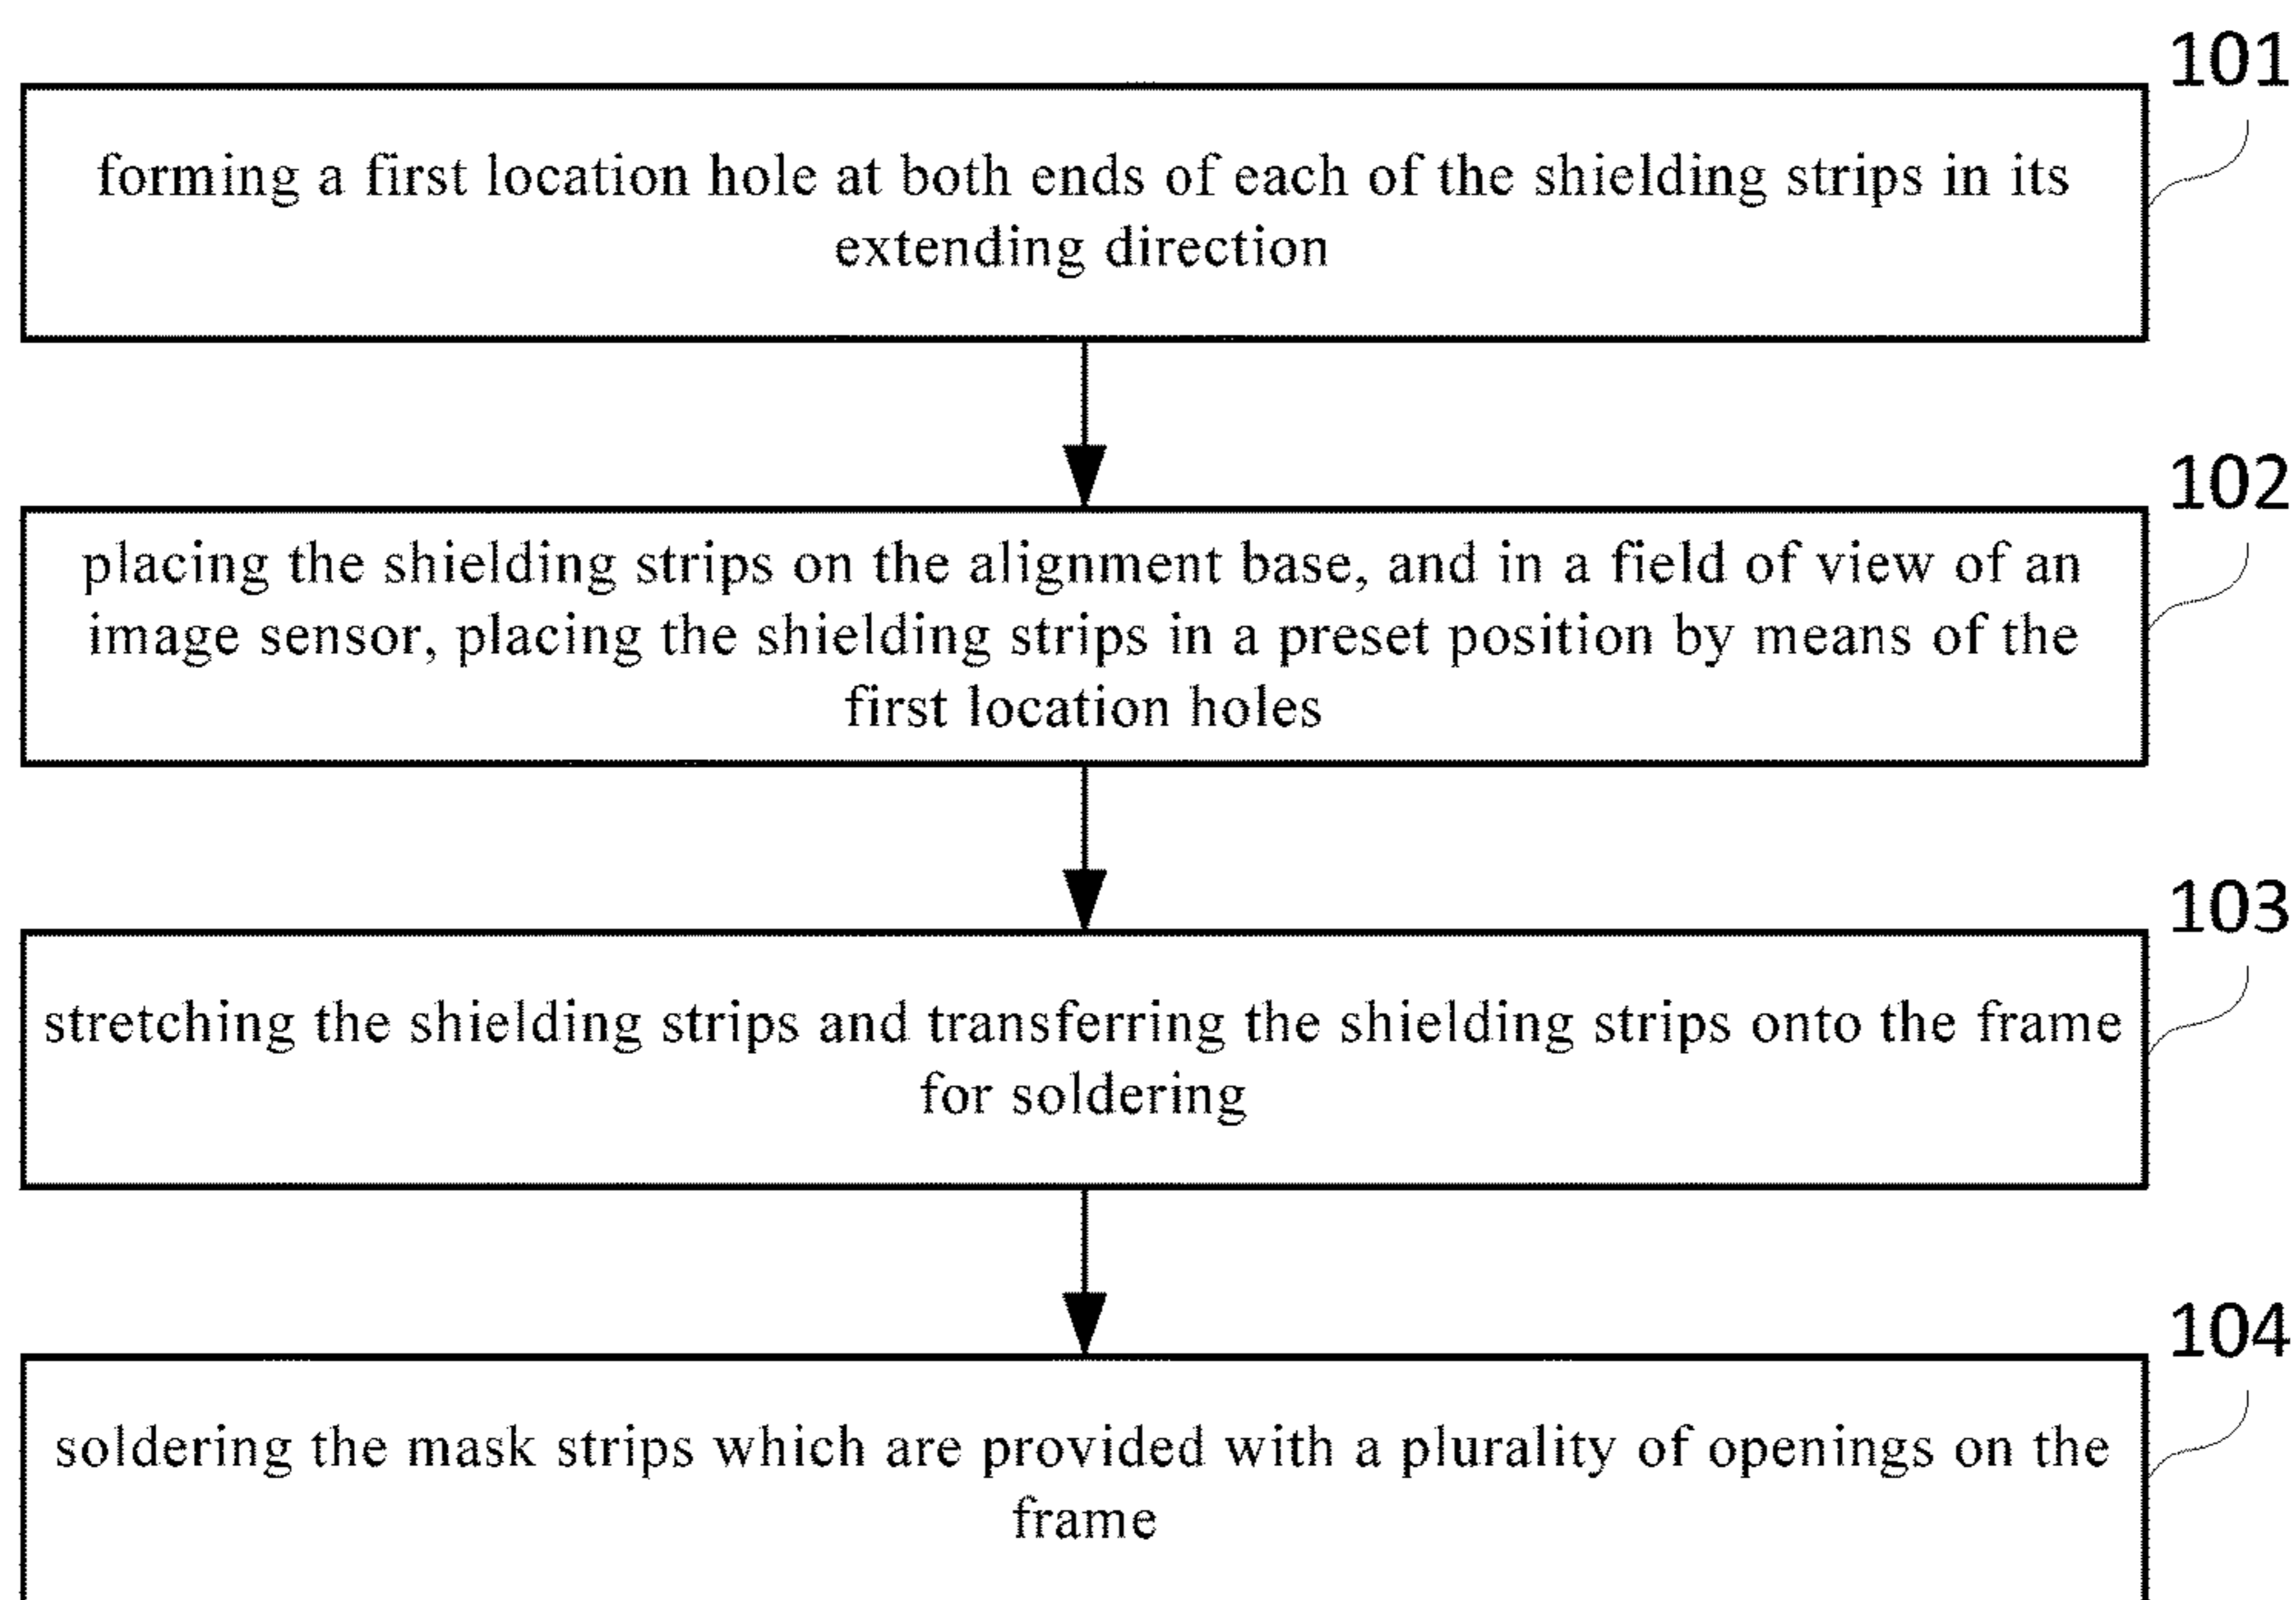 101
forming a first location hole at both ends of each of the shielding strips in its
extending direction
102
placing the shielding strips on the alignment base, and in a field of view of an
image sensor, placing the shielding strips in a preset position by means of the
first location holes
103
stretching the shielding strips and transferring the shielding strips onto the frame
for soldering
104
soldering the mask strips which are provided with a plurality of openings on the
frame